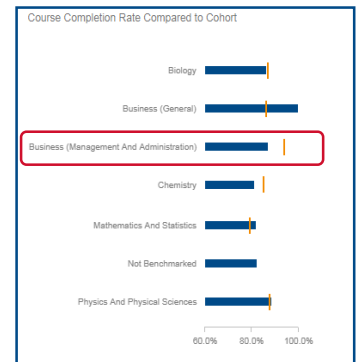 Course Completion Rate Compared to Cohort
Biology
Business (General)
Business (Management And Administration)
Chemistry
Mathematics And Statistics
Not Benchmarked
Physics And Physical Sciences
60.0% 80.0% 100.0%